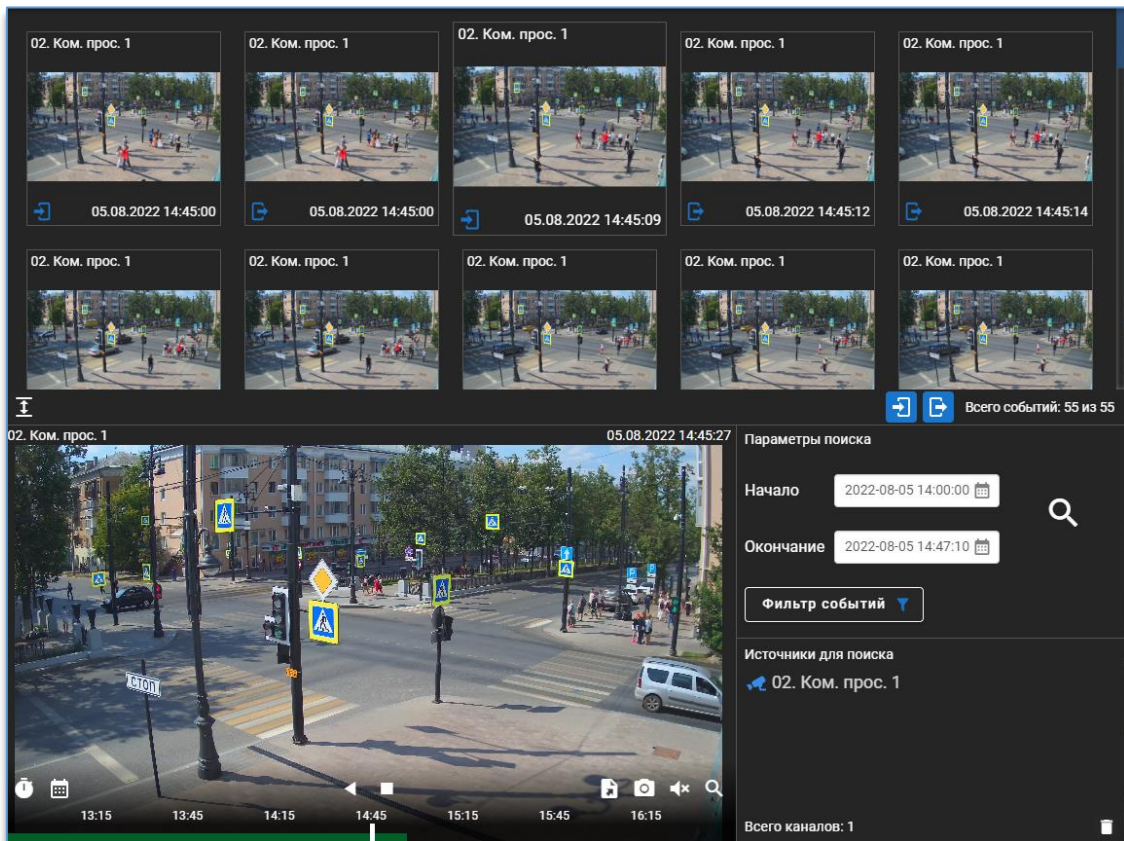 02. Ком. прос. 1
02. Ком. прос. 1
02. Ком. прос. 1
02. Ком. прос. 1
02. Ком. прос. 1
05.08.2022 14:45:00
05.08.2022 14:45:00
05.08.2022 14:45:09
05.08.2022 14:45:12
05.08.2022 14:45:14
02. Ком. прос. 1
02. Ком. прос. 1
02. Ком. прос. 1
02. Ком. прос. 1
02. Ком. прос. 1
Всего событий: 55 из 55
02. Ком. прос. 1
05.08.2022 14:45:27
СТОП
13:15
13:45
14:15
14:45
15:15
15:45
16:15
Параметры поиска
Начало
2022-08-05 14:00:00
Окончание
2022-08-05 14:47:10
Фильтр событий
Источники для поиска
02. Ком. прос. 1
Всего каналов: 1